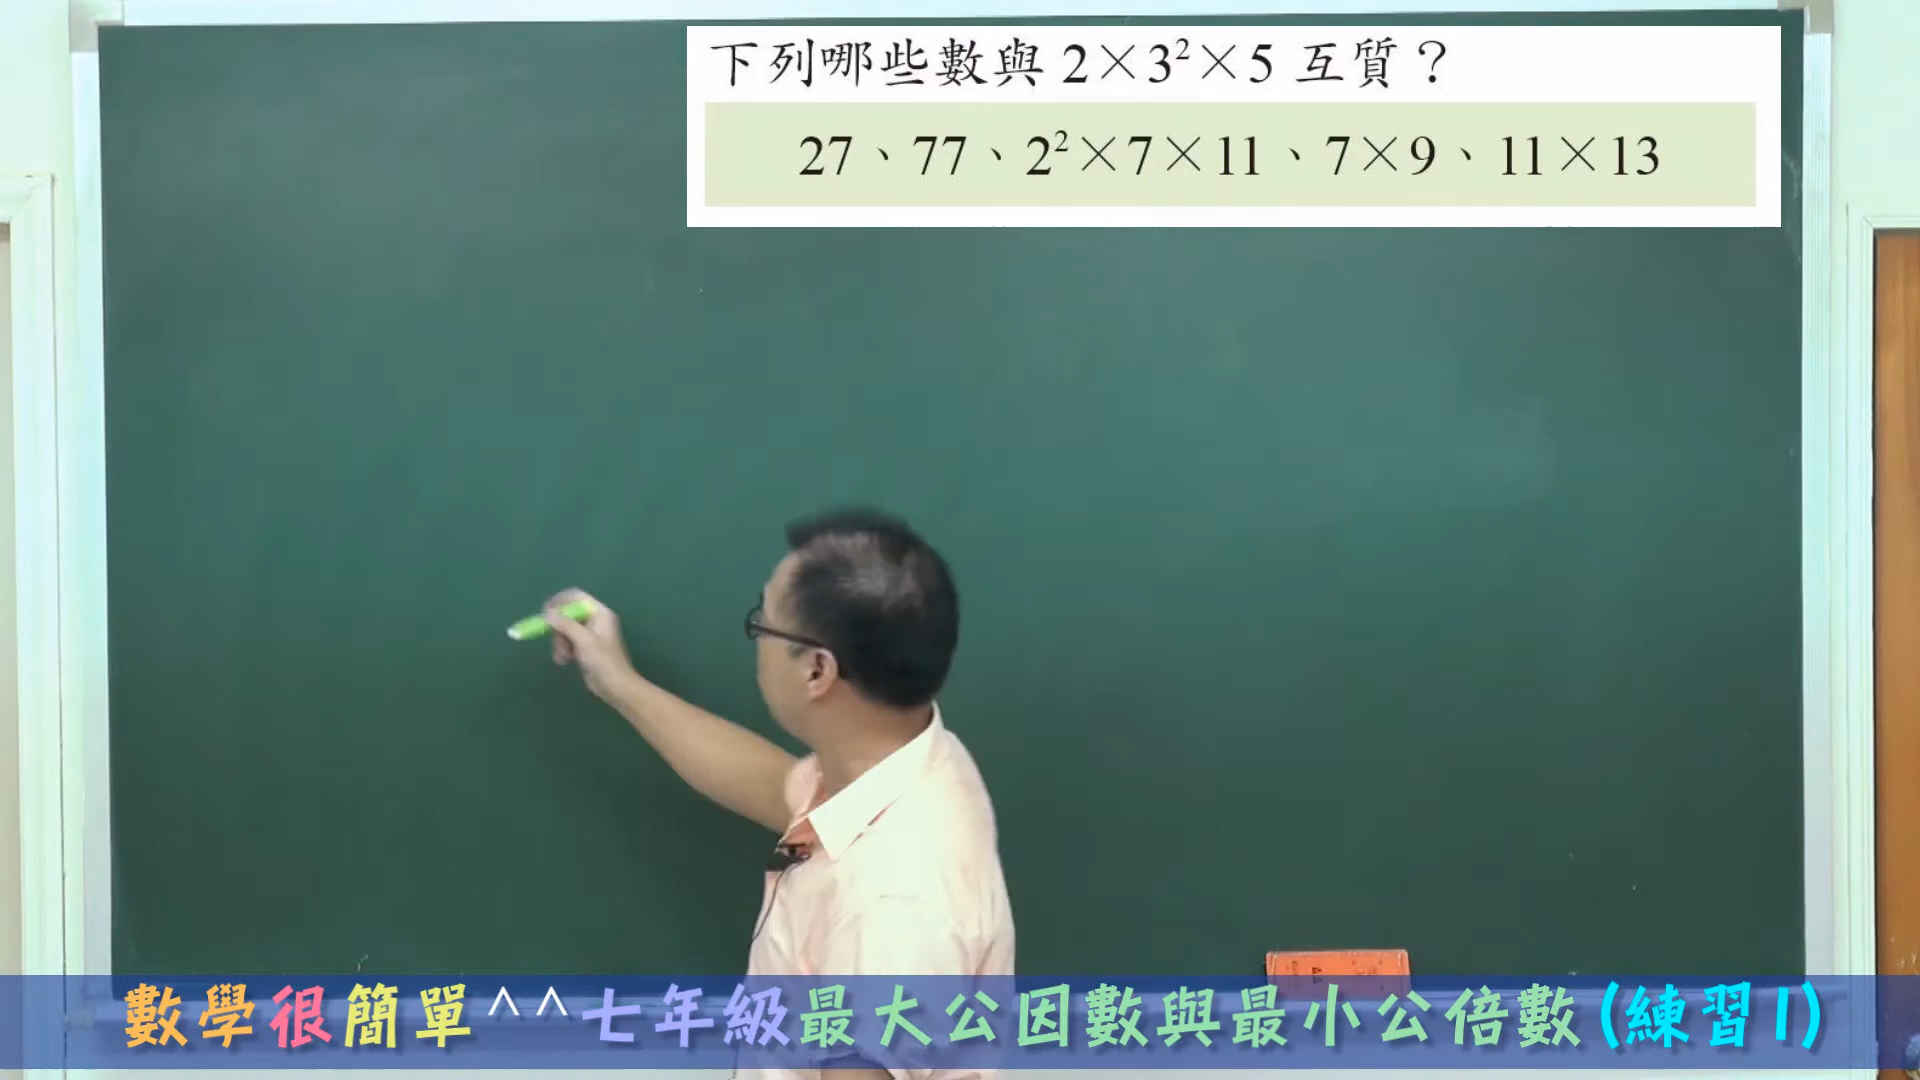 下列哪些數與 2×3²×5 互質？
27、77、2²×7×11、7×9、11×13
數學很簡單^^七年級最大公因數與最小公倍數(練習1)